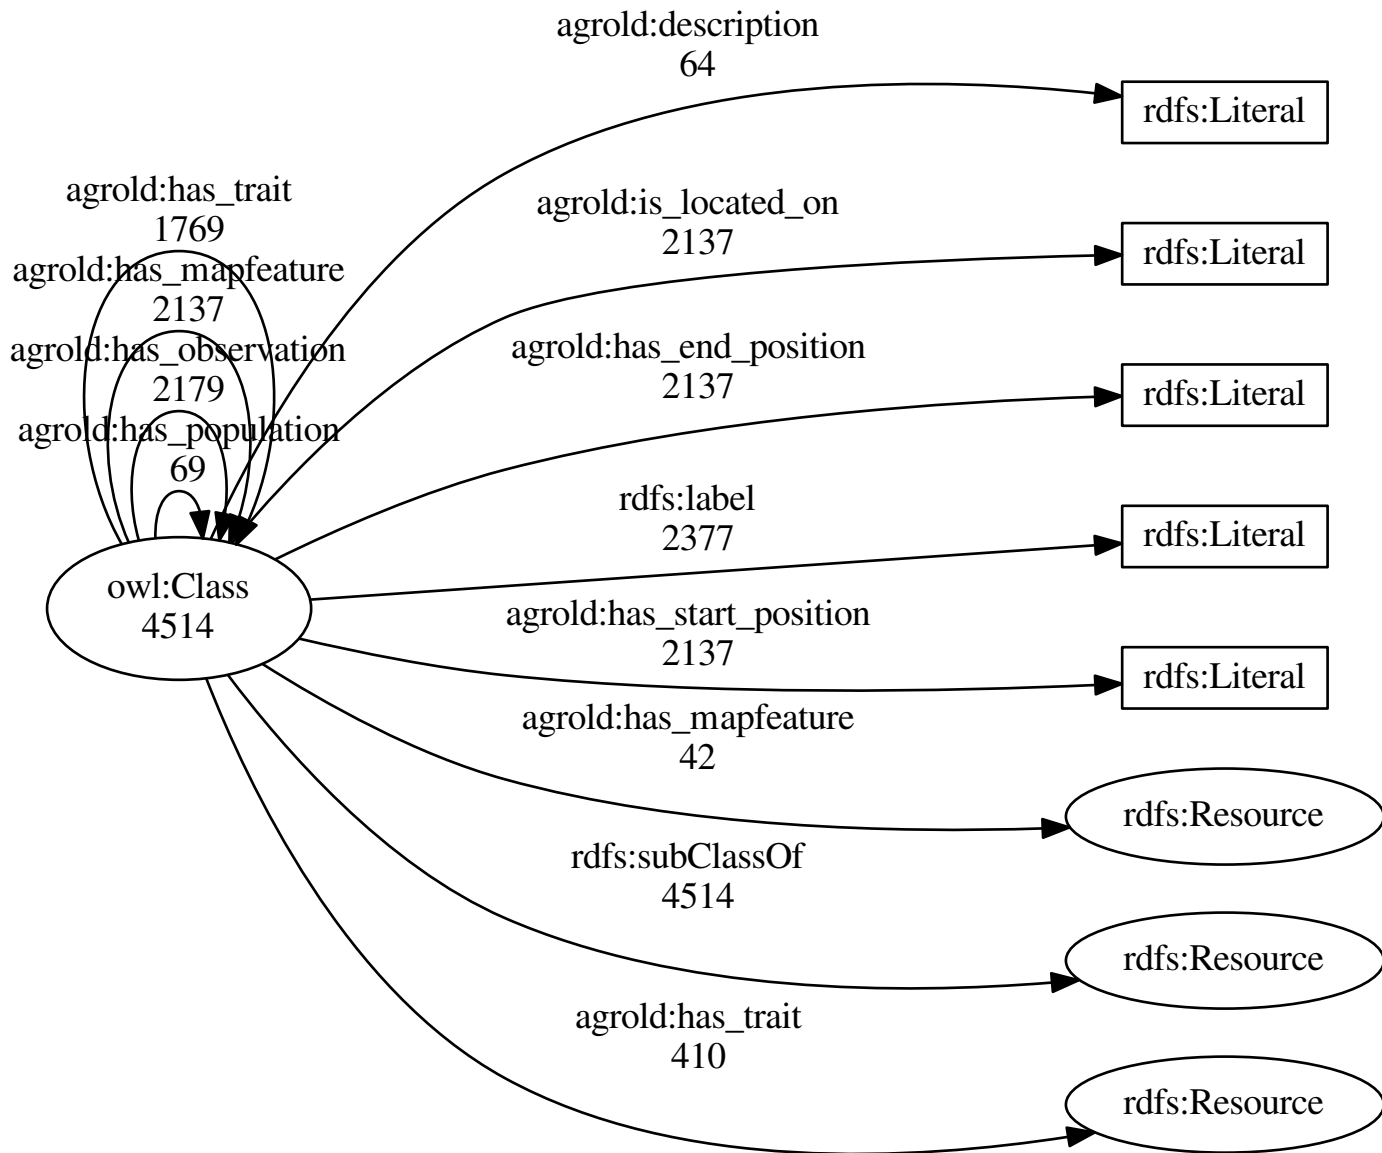 agrold:description
64
rdfs:Literal
agrold:has_trait
1769
agrold:is_located_on
2137
rdfs:Literal
agrold:has_mapfeature
2137
agrold:has_observation
2179
agrold:has_end_position
2137
rdfs:Literal
agrold:has_population
69
rdfs:label
2377
rdfs:Literal
owl:Class
4514
agrold:has_start_position
2137
rdfs:Literal
agrold:has_mapfeature
42
rdfs:Resource
rdfs:subClassOf
4514
rdfs:Resource
agrold:has_trait
410
rdfs:Resource